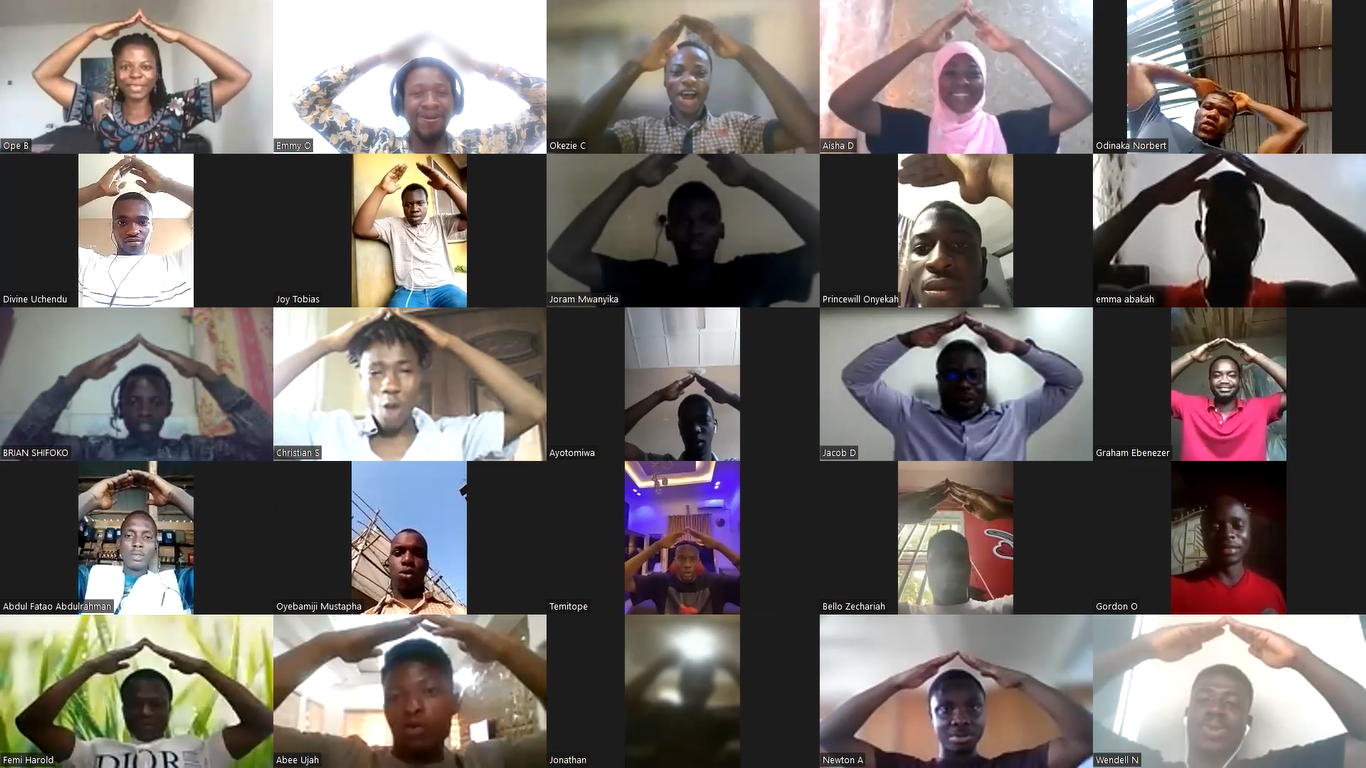 Ope B
Emmy O
Okezie C
Aisha D
Odinaka Norbert
Divine Uchendu
Joy Tobias
Joram Mwanyika
Princewill Onyekah
emma abakah
BRIAN SHIFOKO
Christian S
Ayotomiwa
Jacob D
Graham Ebenezer
Abdul Fatao Abdulrahman
Oyebamiji Mustapha
Temitope
Bello Zechariah
Gordon O
Femi Harold
DIOR
Abee Ujah
Jonathan
Newton A
Wendell N